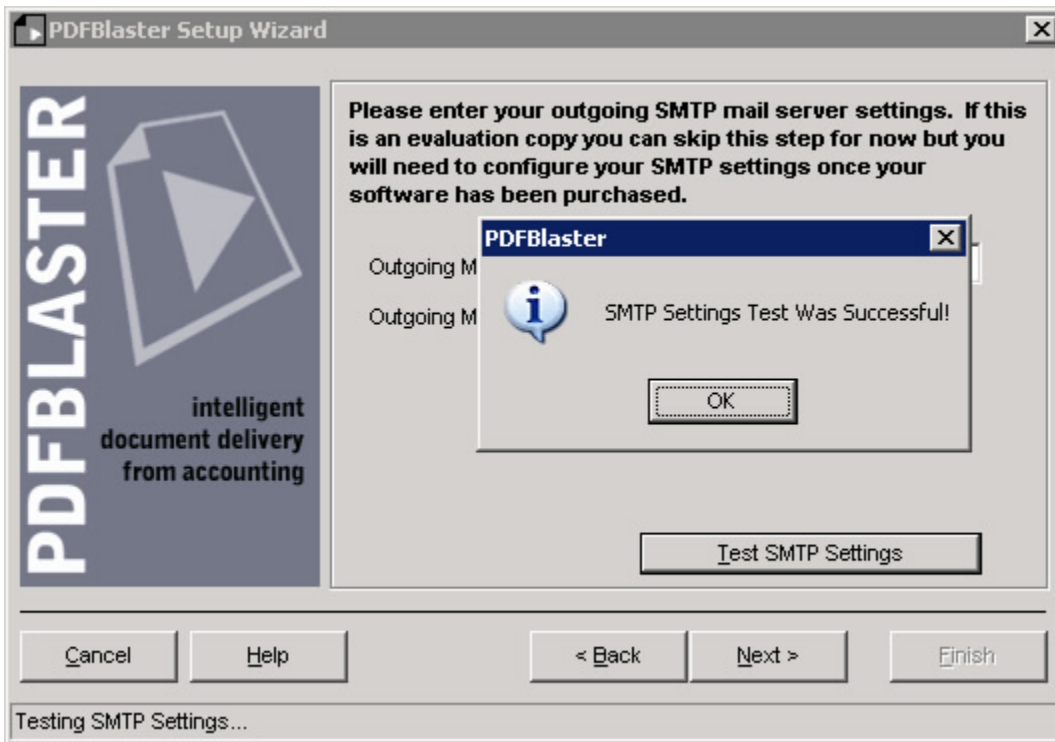 PDFBlaster Setup Wizard
PDFBLASTER
intelligent
document delivery
from accounting
Please enter your outgoing SMTP mail server settings.  If this
is an evaluation copy you can skip this step for now but you
will need to configure your SMTP settings once your
software has been purchased.
Outgoing M
Outgoing M
PDFBlaster
SMTP Settings Test Was Successful!
OK
Test SMTP Settings
Cancel
Help
< Back
Next >
Finish
Testing SMTP Settings...